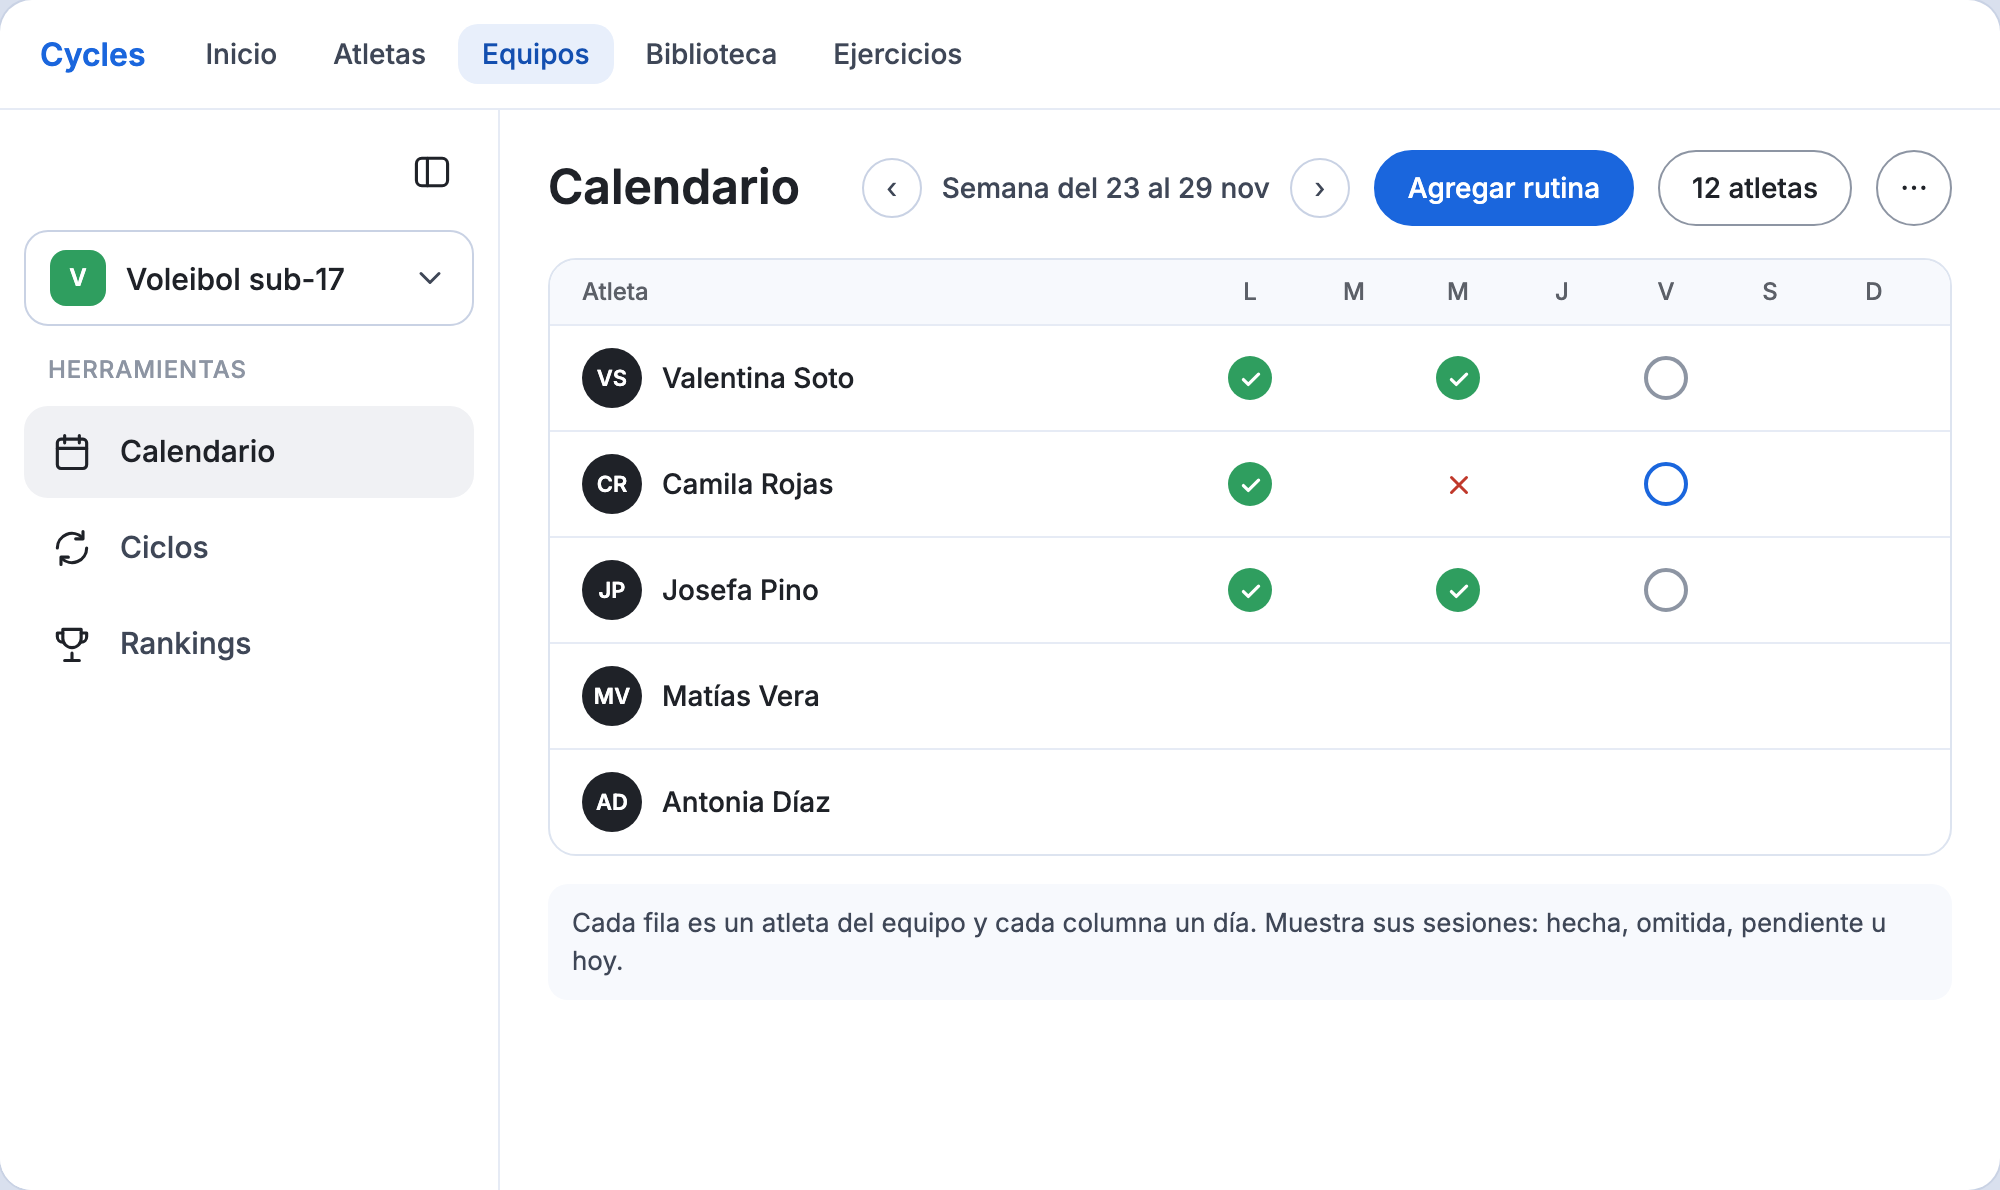 Cycles Inicio Atletas Equipos Biblioteca Ejercicios
V Voleibol sub-17
HERRAMIENTAS
Calendario
Ciclos
Rankings
Calendario ‹ Semana del 23 al 29 nov › Agregar rutina 12 atletas ···
Atleta L M M J V S D
VS Valentina Soto
CR Camila Rojas
JP Josefa Pino
MV Matías Vera
AD Antonia Díaz
Cada fila es un atleta del equipo y cada columna un día. Muestra sus sesiones: hecha, omitida, pendiente u
hoy.